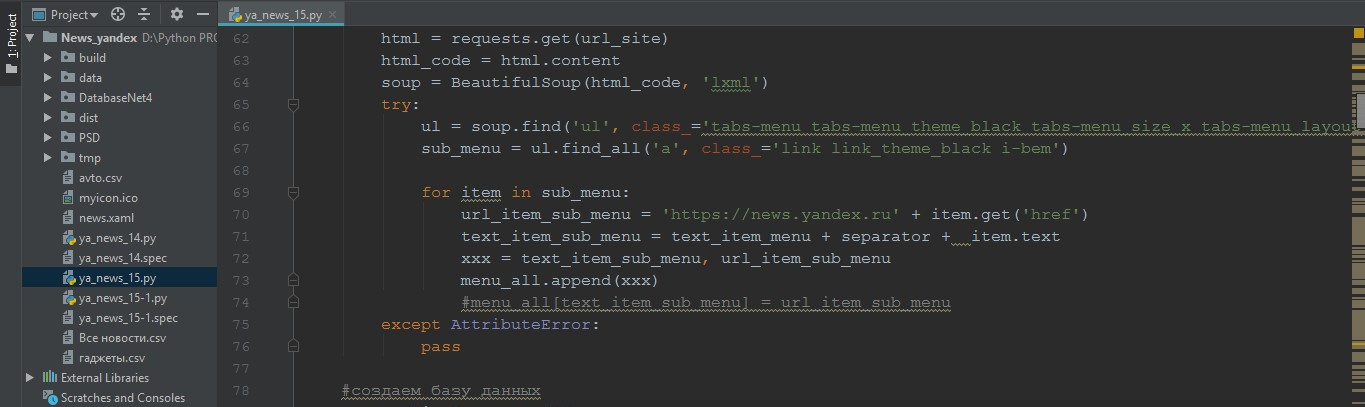 1: Project
Project
News_yandex D:\Python PR
build
data
DatabaseNet4
dist
PSD
tmp
avto.csv
myicon.ico
news.xaml
ya_news_14.py
ya_news_14.spec
ya_news_15.py
ya_news_15-1.py
ya_news_15-1.spec
Все новости.csv
гаджеты.csv
External Libraries
Scratches and Consoles
ya_news_15.py
62 html = requests.get(url_site)
63 html_code = html.content
64 soup = BeautifulSoup(html_code, 'lxml')
65 try:
66 ul = soup.find('ul', class_='tabs-menu tabs-menu_theme_black tabs-menu_size_x tabs-menu_layou
67 sub_menu = ul.find_all('a', class_='link link_theme_black i-bem')
68
69 for item in sub_menu:
70 url_item_sub_menu = 'https://news.yandex.ru' + item.get('href')
71 text_item_sub_menu = text_item_menu + separator +  item.text
72 xxx = text_item_sub_menu, url_item_sub_menu
73 menu_all.append(xxx)
74 #menu_all[text_item_sub_menu] = url_item_sub_menu
75 except AttributeError:
76 pass
77
78 #создаем базу данных